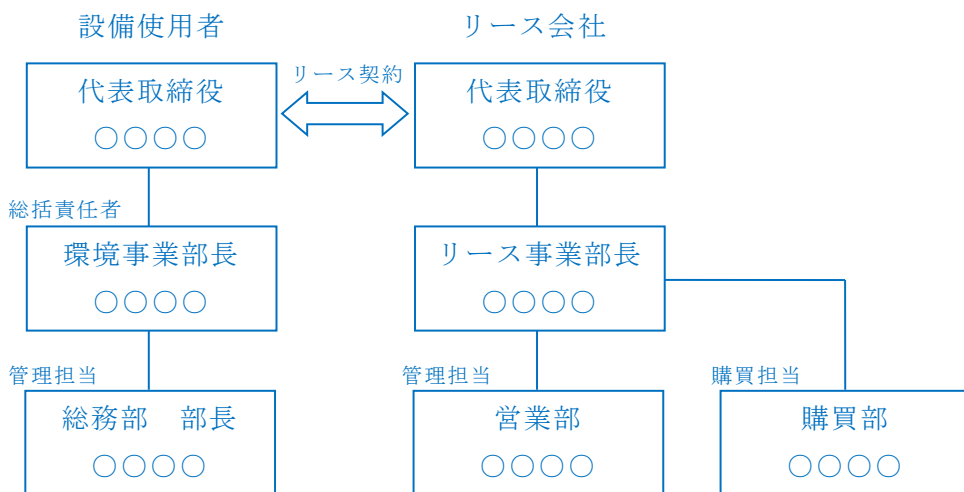 設備使用者
リース会社
リース契約
代表取締役
〇〇〇〇
代表取締役
〇〇〇〇
総括責任者
環境事業部長
〇〇〇〇
リース事業部長
〇〇〇〇
管理担当
管理担当
購買担当
総務部　部長
〇〇〇〇
営業部
〇〇〇〇
購買部
〇〇〇〇